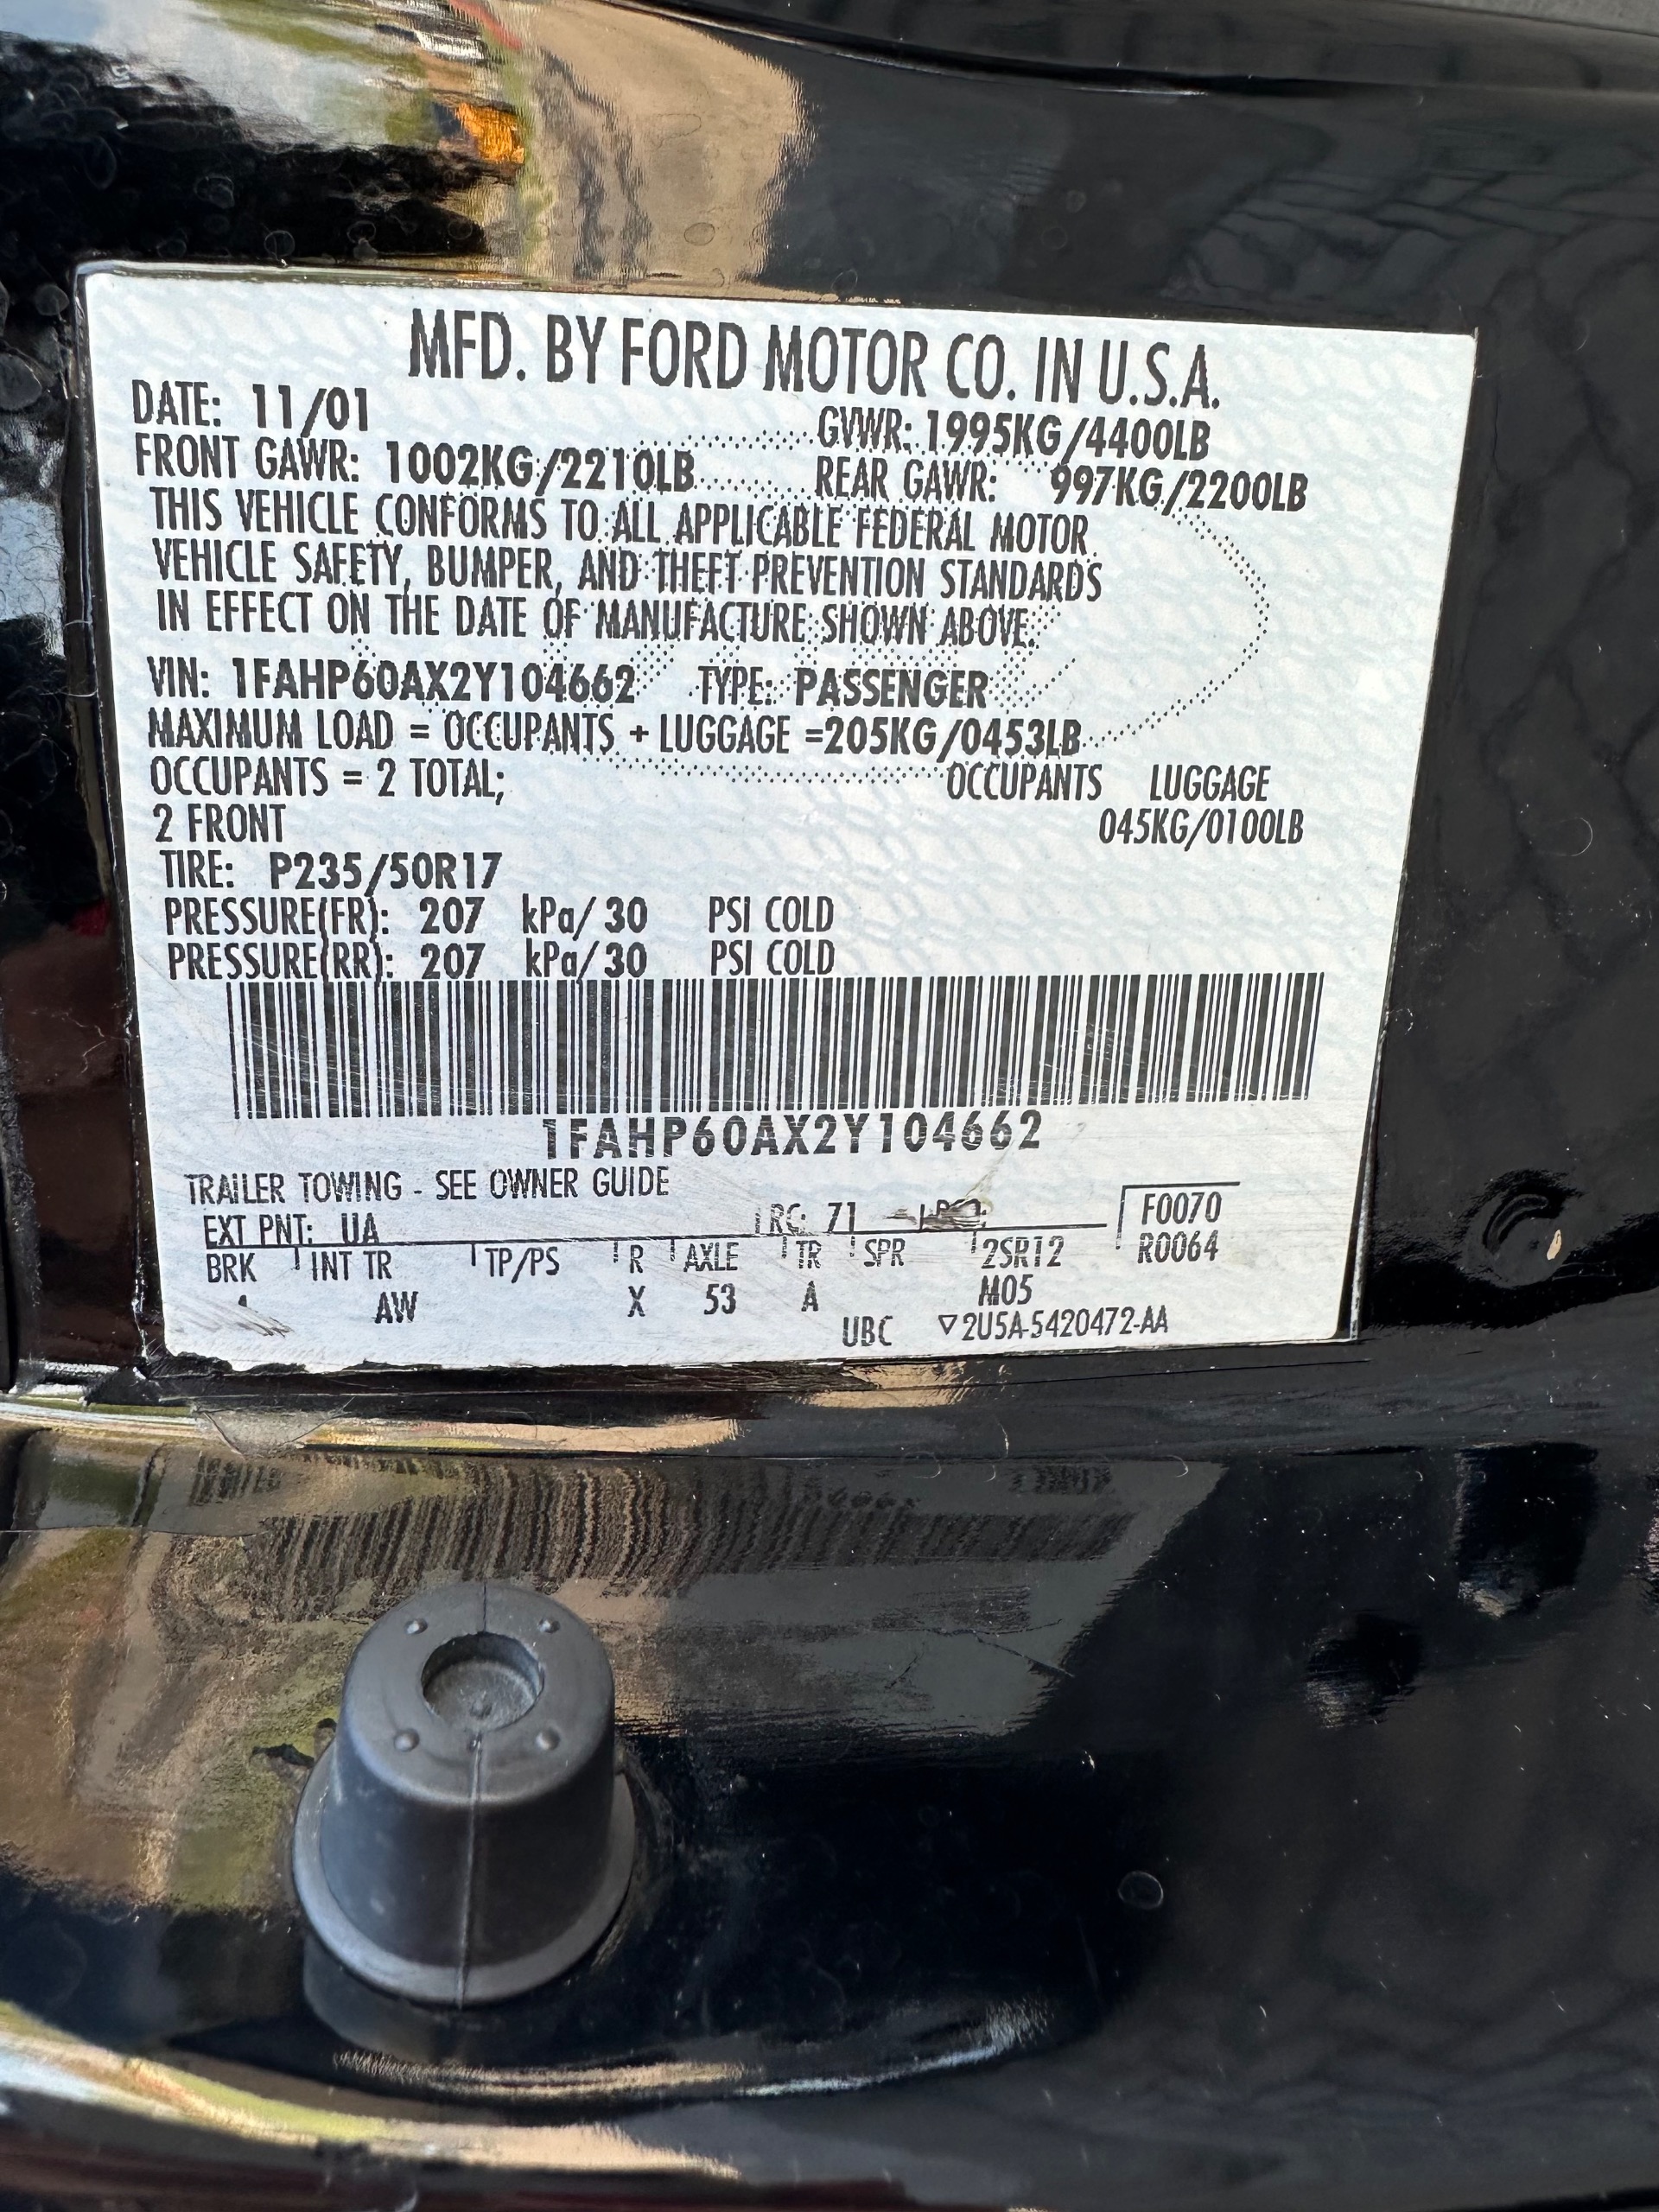 MFD. BY FORD MOTOR CO. IN U.S.A.
DATE: 11/01 GVWR: 1995KG/4400LB
FRONT GAWR: 1002KG/2210LB REAR GAWR: 997KG/2200LB
THIS VEHICLE CONFORMS TO ALL APPLICABLE FEDERAL MOTOR
VEHICLE SAFETY, BUMPER, AND THEFT PREVENTION STANDARDS
IN EFFECT ON THE DATE OF MANUFACTURE SHOWN ABOVE.
VIN: 1FAHP60AX2Y104662 TYPE: PASSENGER
MAXIMUM LOAD = OCCUPANTS + LUGGAGE =205KG/0453LB
OCCUPANTS = 2 TOTAL; OCCUPANTS LUGGAGE
2 FRONT 045KG/0100LB
TIRE: P235/50R17
PRESSURE(FR): 207 kPa/ 30 PSI COLD
PRESSURE(RR): 207 kPa/ 30 PSI COLD
1FAHP60AX2Y104662
TRAILER TOWING - SEE OWNER GUIDE
EXT PNT: UA RC: 71 F0070
BRK INT TR TP/PS R AXLE TR SPR 2SR12 R0064
AW X 53 A M05
UBC ▽2U5A-5420472-AA